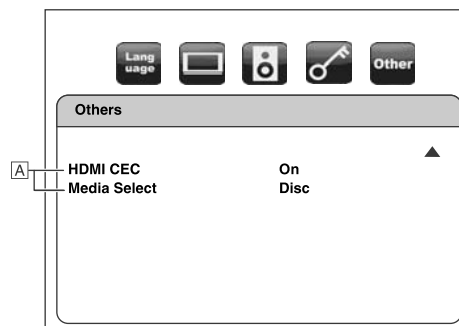 Lang
uage
Other
Others
A
HDMI CEC On
Media Select Disc